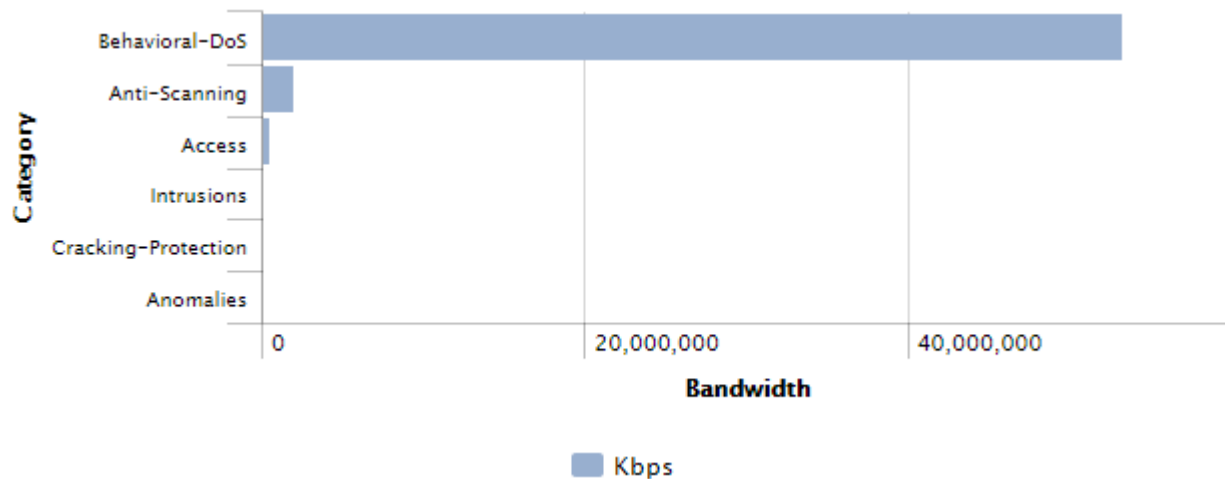 Category
Behavioral-DoS
Anti-Scanning
Access
Intrusions
Cracking-Protection
Anomalies
0 20,000,000 40,000,000
Bandwidth
Kbps